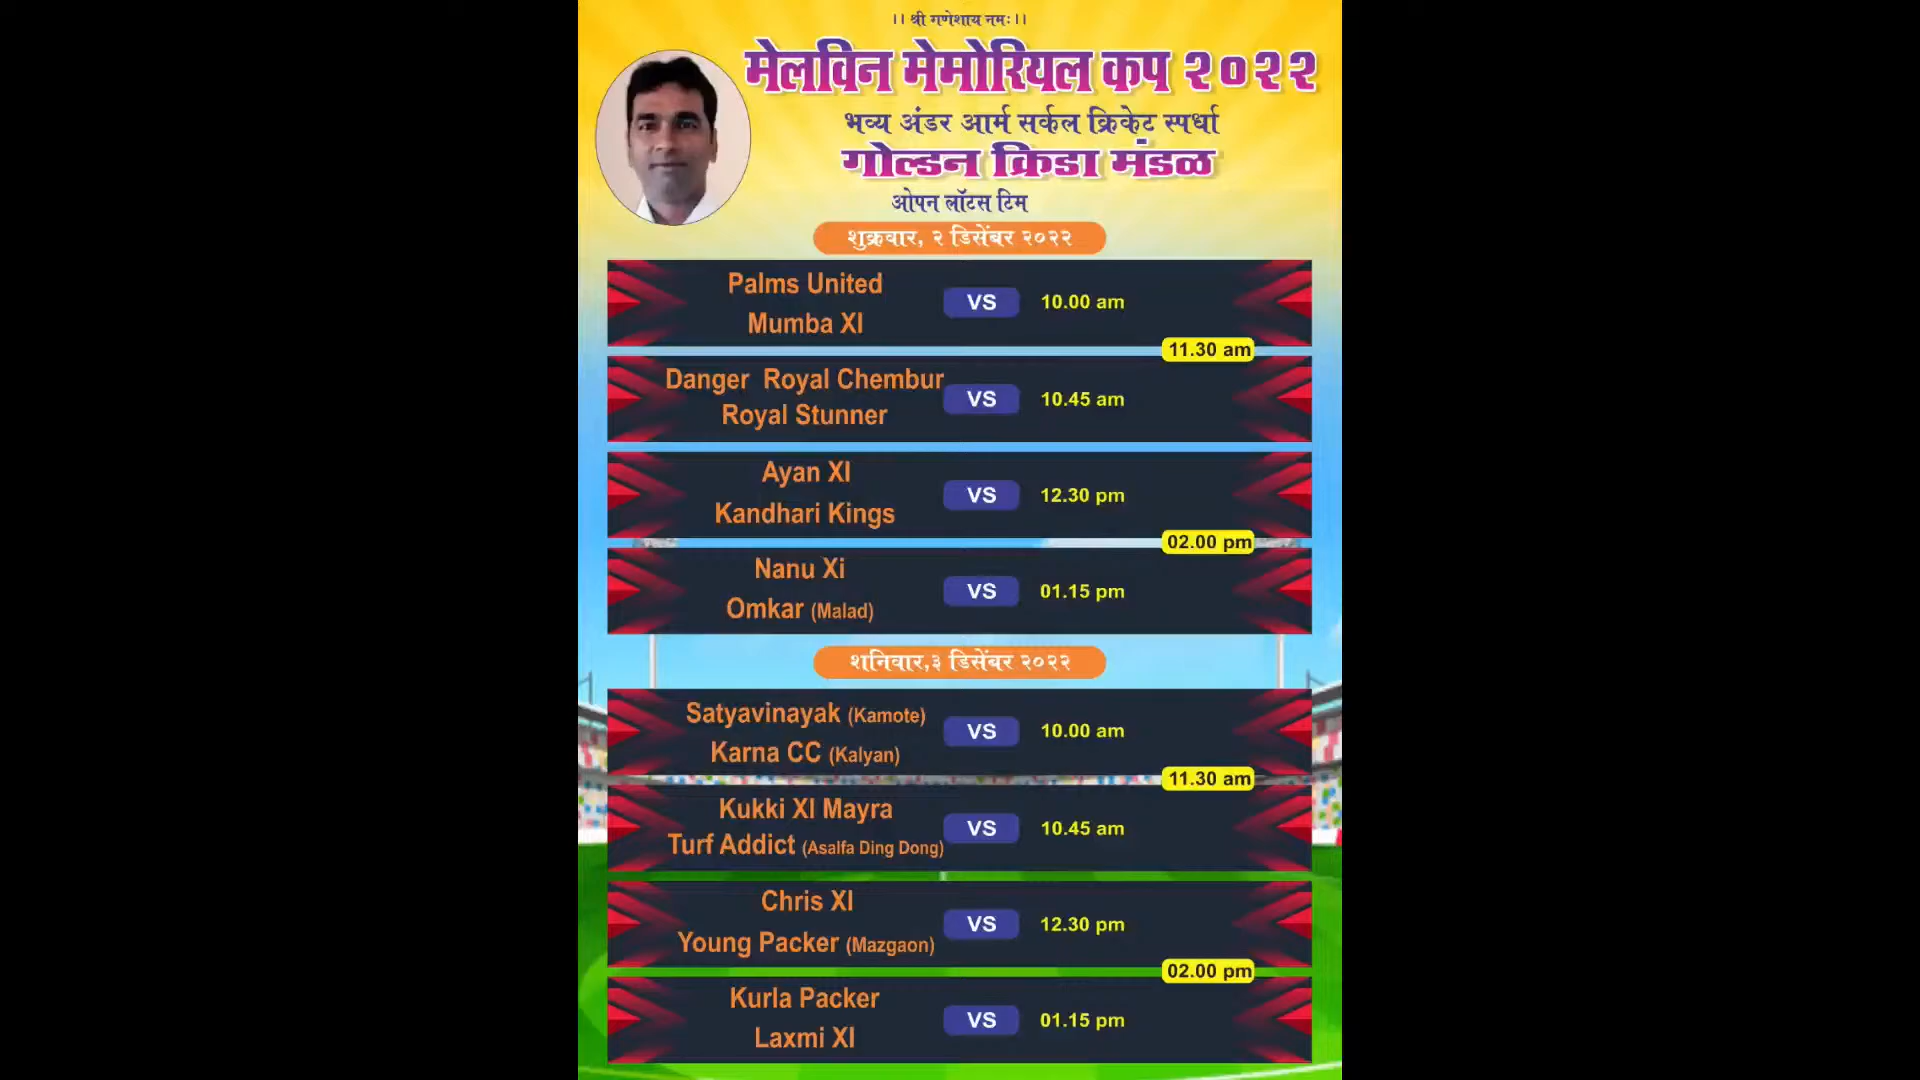 ।। श्री गणेशाय नमः ।।
मेलविन मेमोरियल कप २०२२
भव्य अंडर आर्म सर्कल क्रिकेट स्पर्धा
गोल्डन क्रिडा मंडळ
ओपन लॉटस टिम
शुक्रवार, २ डिसेंबर २०२२
Palms United
VS 10.00 am
Mumba XI
11.30 am
Danger Royal Chembur
VS 10.45 am
Royal Stunner
Ayan XI
VS 12.30 pm
Kandhari Kings
02.00 pm
Nanu Xi
VS 01.15 pm
Omkar (Malad)
शनिवार,३ डिसेंबर २०२२
Satyavinayak (Kamote)
VS 10.00 am
Karna CC (Kalyan)
11.30 am
Kukki XI Mayra
VS 10.45 am
Turf Addict (Asalfa Ding Dong)
Chris XI
VS 12.30 pm
Young Packer (Mazgaon)
02.00 pm
Kurla Packer
VS 01.15 pm
Laxmi XI